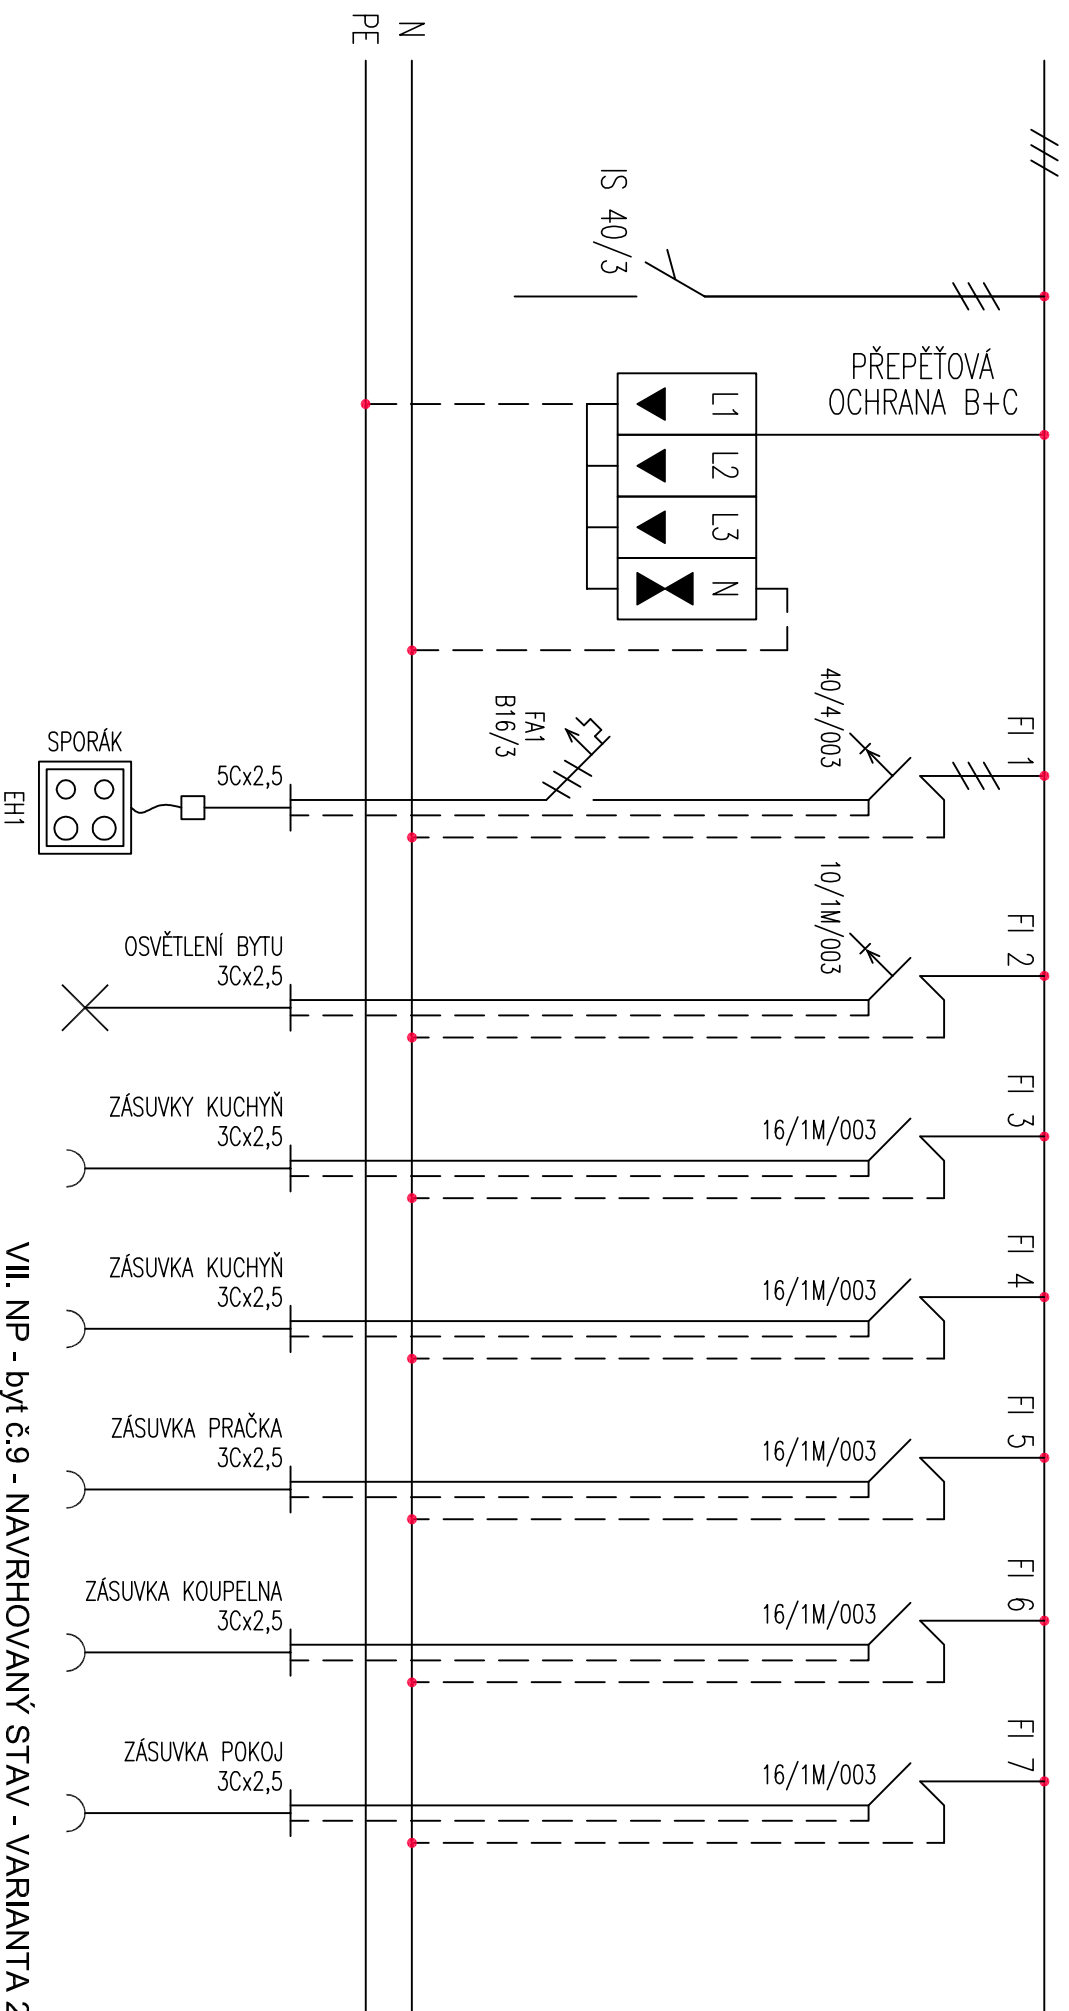 PE
N
IS 40/3
PŘEPĚŤOVÁ
OCHRANA B+C
L1
L2
L3
N
FI 1
40/4/003
FA1
B16/3
5Cx2,5
SPORÁK
EH1
FI 2
10/1M/003
OSVĚTLENÍ BYTU
3Cx2,5
FI 3
16/1M/003
ZÁSUVKY KUCHYŇ
3Cx2,5
FI 4
16/1M/003
ZÁSUVKA KUCHYŇ
3Cx2,5
FI 5
16/1M/003
ZÁSUVKA PRAČKA
3Cx2,5
FI 6
16/1M/003
ZÁSUVKA KOUPELNA
3Cx2,5
FI 7
16/1M/003
ZÁSUVKA POKOJ
3Cx2,5
VII. NP - byt č.9 - NAVRHOVANÝ STAV - VARIANTA 2